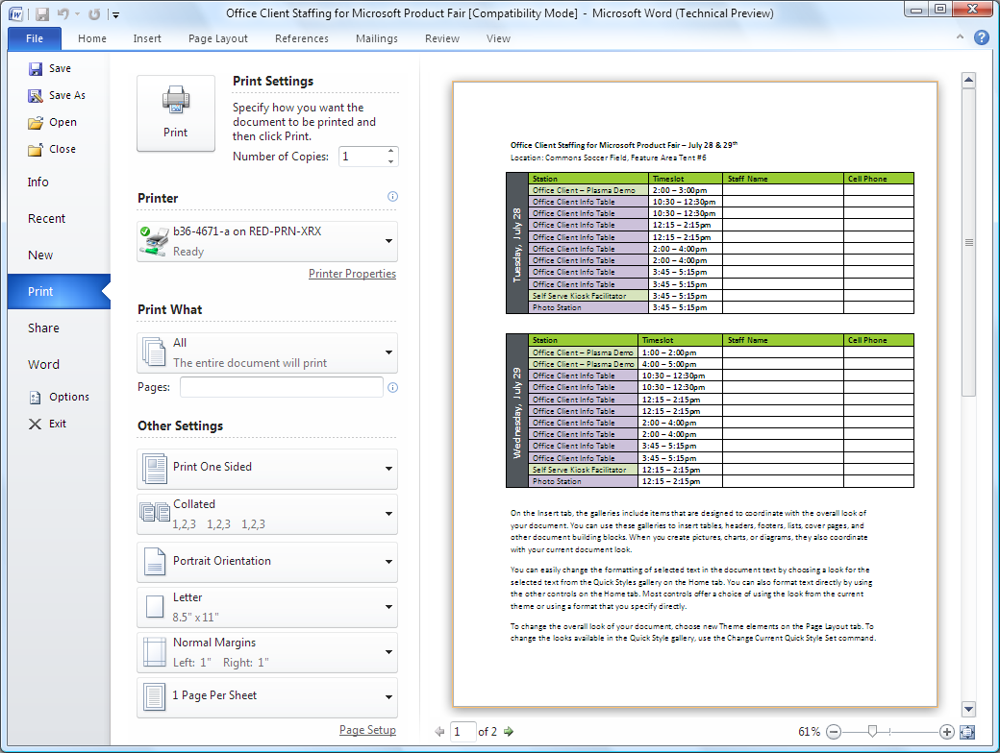 Office Client Staffing for Microsoft Product Fair [Compatibility Mode] - Microsoft Word (Technical Preview)
File Home Insert Page Layout References Mailings Review View
Save
Save As
Open
Close
Info
Recent
New
Print
Share
Word
Options
Exit
Print
Print Settings
Specify how you want the
document to be printed and
then click Print.
Number of Copies: 1
Printer
b36-4671-a on RED-PRN-XRX
Ready
Printer Properties
Print What
All
The entire document will print
Pages:
Other Settings
Print One Sided
Collated
1,2,3 1,2,3 1,2,3
Portrait Orientation
Letter
8.5" x 11"
Normal Margins
Left: 1" Right: 1"
1 Page Per Sheet
Page Setup
Office Client Staffing for Microsoft Product Fair – July 28 & 29th
Location: Commons Soccer Field, Feature Area Tent #6
Tuesday, July 28
Station Timeslot Staff Name Cell Phone
Office Client – Plasma Demo 2:00 – 3:00pm
Office Client Info Table 10:30 – 12:30pm
Office Client Info Table 10:30 – 12:30pm
Office Client Info Table 12:15 – 2:15pm
Office Client Info Table 12:15 – 2:15pm
Office Client Info Table 2:00 – 4:00pm
Office Client Info Table 2:00 – 4:00pm
Office Client Info Table 3:45 – 5:15pm
Office Client Info Table 3:45 – 5:15pm
Self Serve Kiosk Facilitator 3:45 – 5:15pm
Photo Station 3:45 – 5:15pm
Wednesday, July 29
Station Timeslot Staff Name Cell Phone
Office Client – Plasma Demo 1:00 – 2:00pm
Office Client – Plasma Demo 4:00 – 5:00pm
Office Client Info Table 10:30 – 12:30pm
Office Client Info Table 10:30 – 12:30pm
Office Client Info Table 12:15 – 2:15pm
Office Client Info Table 12:15 – 2:15pm
Office Client Info Table 2:00 – 4:00pm
Office Client Info Table 2:00 – 4:00pm
Office Client Info Table 3:45 – 5:15pm
Office Client Info Table 3:45 – 5:15pm
Self Serve Kiosk Facilitator 12:15 – 2:15pm
Photo Station 12:15 – 2:15pm
On the Insert tab, the galleries include items that are designed to coordinate with the overall look of
your document. You can use these galleries to insert tables, headers, footers, lists, cover pages, and
other document building blocks. When you create pictures, charts, or diagrams, they also coordinate
with your current document look.
You can easily change the formatting of selected text in the document text by choosing a look for the
selected text from the Quick Styles gallery on the Home tab. You can also format text directly by using
the other controls on the Home tab. Most controls offer a choice of using the look from the current
theme or using a format that you specify directly.
To change the overall look of your document, choose new Theme elements on the Page Layout tab. To
change the looks available in the Quick Style gallery, use the Change Current Quick Style Set command.
1 of 2
61%